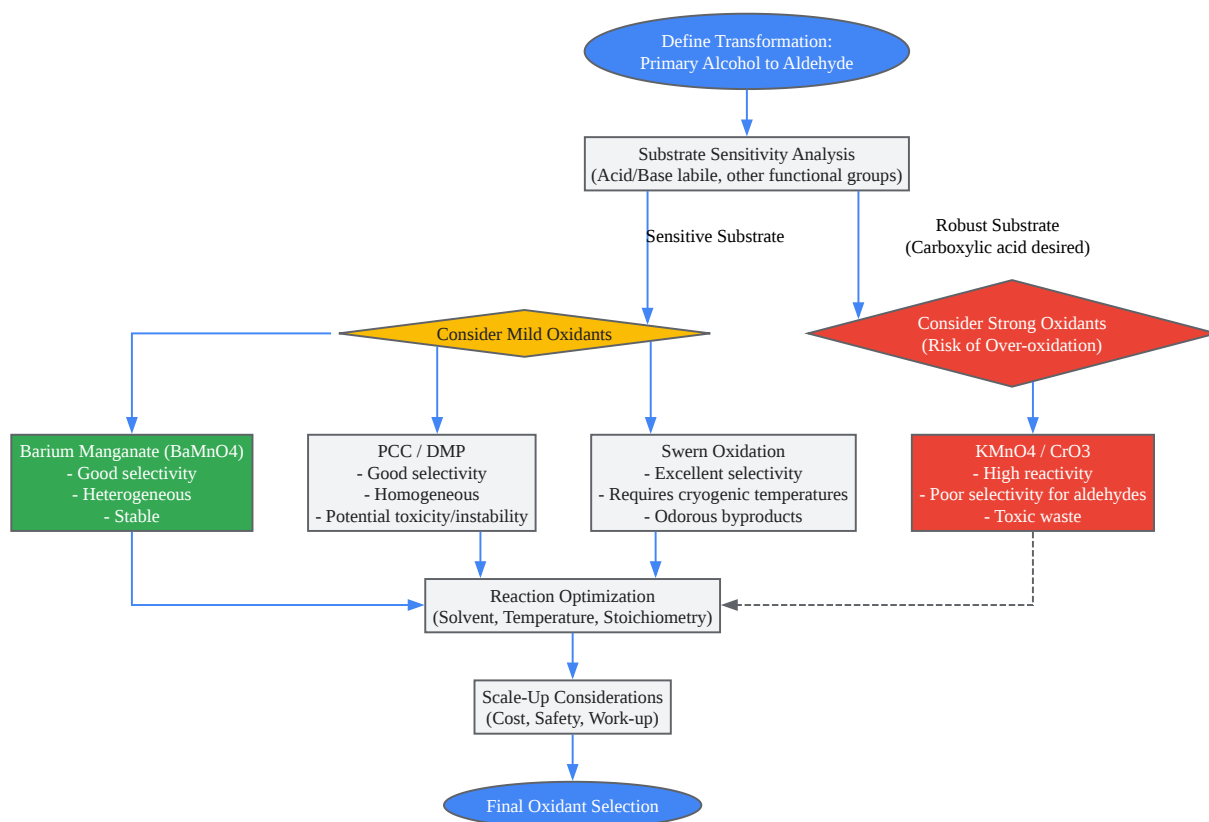 Define Transformation:
Primary Alcohol to Aldehyde
Substrate Sensitivity Analysis
(Acid/Base labile, other functional groups)
Sensitive Substrate
Robust Substrate
(Carboxylic acid desired)
Consider Mild Oxidants
Consider Strong Oxidants
(Risk of Over-oxidation)
Barium Manganate (BaMnO4)
- Good selectivity
- Heterogeneous
- Stable
PCC / DMP
- Good selectivity
- Homogeneous
- Potential toxicity/instability
Swern Oxidation
- Excellent selectivity
- Requires cryogenic temperatures
- Odorous byproducts
KMnO4 / CrO3
- High reactivity
- Poor selectivity for aldehydes
- Toxic waste
Reaction Optimization
(Solvent, Temperature, Stoichiometry)
Scale-Up Considerations
(Cost, Safety, Work-up)
Final Oxidant Selection